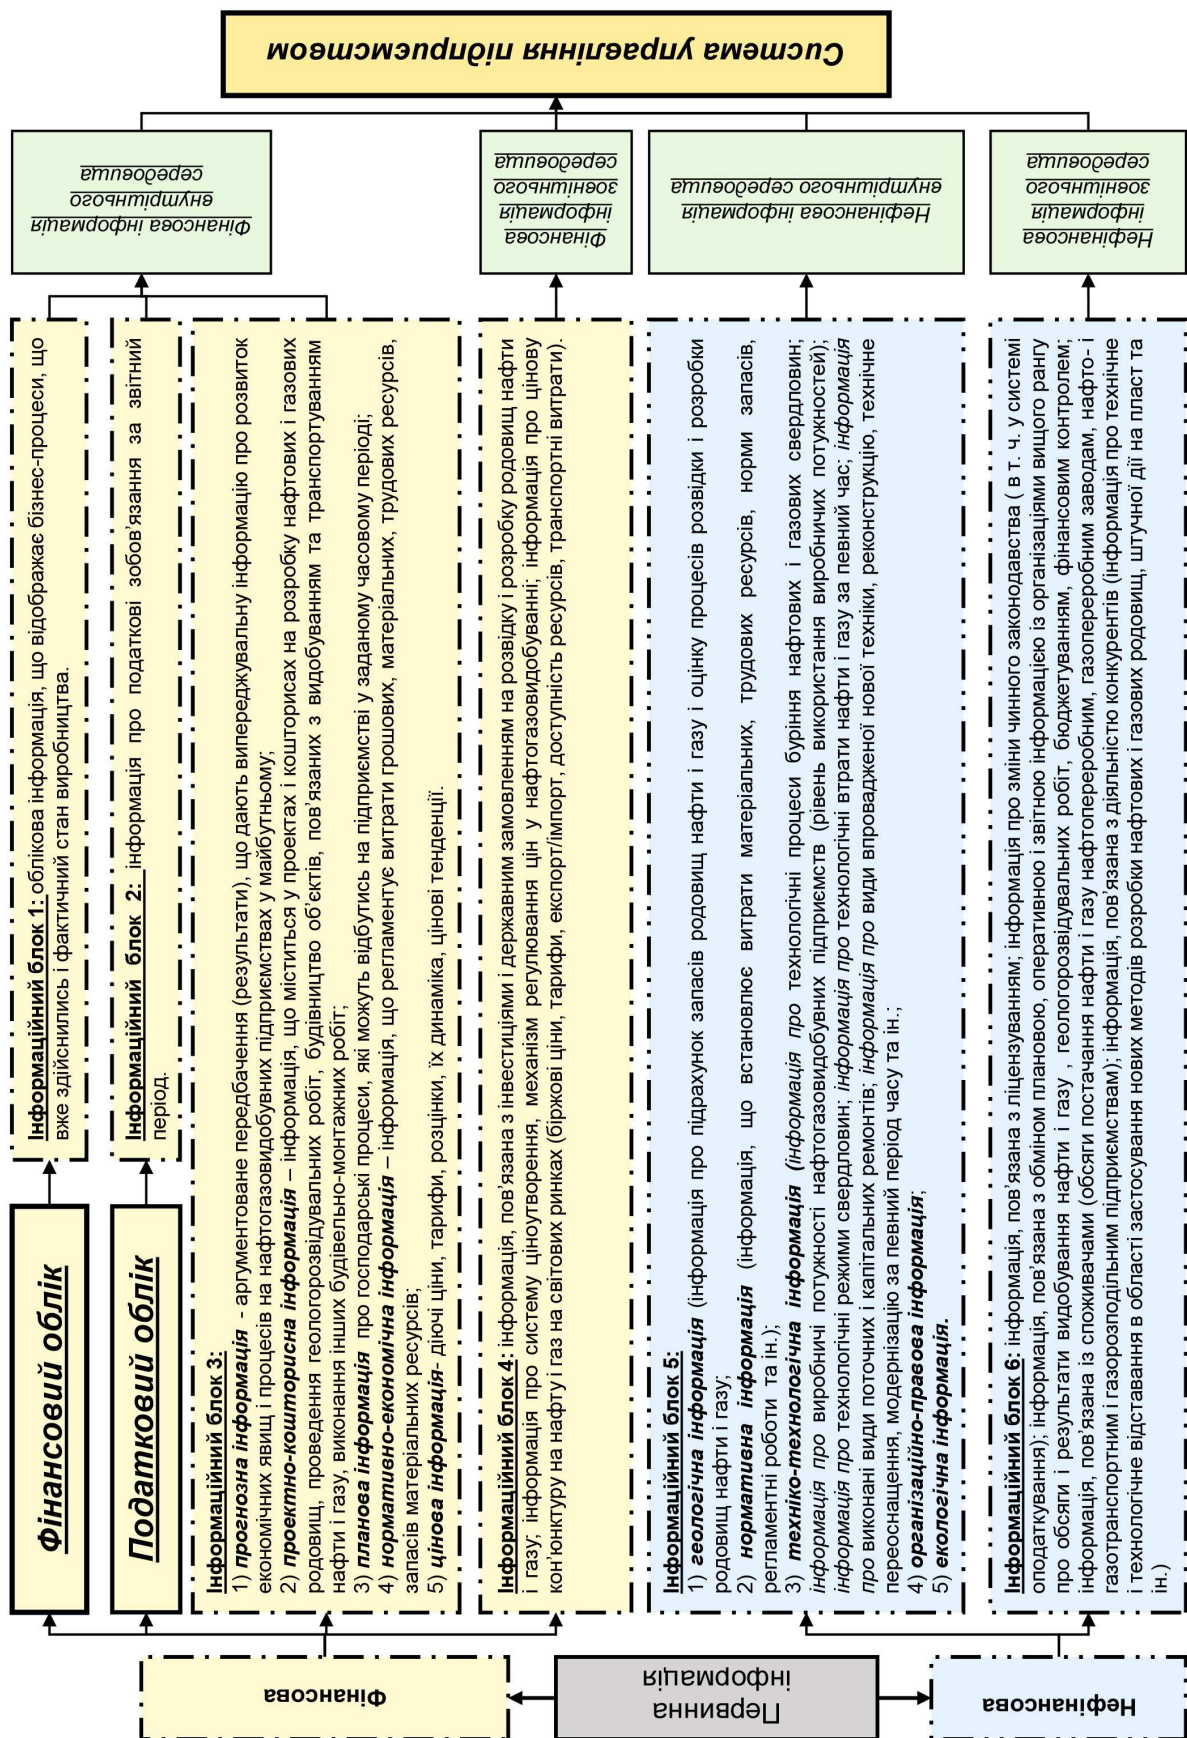 Первинна
інформація
Фінансова
Нефінансова
Фінансовий облік
Податковий облік
Інформаційний блок 1: облікова інформація, що відображає бізнес-процеси, що
вже здійснились і фактичний стан виробництва.
Інформаційний блок 2: інформація про податкові зобов'язання за звітний
період.
Інформаційний блок 3:
1) прогнозна інформація - аргументоване передбачення (результати), що дають випереджувальну інформацію про розвиток
економічних явищ і процесів на нафтогазовидобувних підприємствах у майбутньому;
2) проектно-кошторисна інформація – інформація, що міститься у проектах і кошторисах на розробку нафтових і газових
родовищ, проведення геологорозвідувальних робіт, будівництво об'єктів, пов'язаних з видобуванням та транспортуванням
нафти і газу, виконання інших будівельно-монтажних робіт;
3) планова інформація про господарські процеси, які можуть відбутись на підприємстві у заданому часовому періоді;
4) нормативно-економічна інформація – інформація, що регламентує витрати грошових, матеріальних, трудових ресурсів,
запасів матеріальних ресурсів;
5) цінова інформація- діючі ціни, тарифи, розцінки, їх динаміка, цінові тенденції.
Інформаційний блок 4: інформація, пов'язана з інвестиціями і державним замовленням на розвідку і розробку родовищ нафти
і газу; інформація про систему ціноутворення, механізм регулювання цін у нафтогазовидобуванні; інформація про цінову
кон'юнктуру на нафту і газ на світових ринках (біржові ціни, тарифи, експорт/імпорт, доступність ресурсів, транспортні витрати).
Інформаційний блок 5:
1) геологічна інформація (інформація про підрахунок запасів родовищ нафти і газу і оцінку процесів розвідки і розробки
родовищ нафти і газу;
2) нормативна інформація (інформація, що встановлює витрати матеріальних, трудових ресурсів, норми запасів,
регламентні роботи та ін.);
3) техніко-технологічна інформація (інформація про технологічні процеси буріння нафтових і газових свердловин;
інформація про виробничі потужності нафтогазовидобувних підприємств (рівень використання виробничих потужностей);
інформація про технологічні режими свердловин; інформація про технологічні втрати нафти і газу за певний час; інформація
про виконані види поточних і капітальних ремонтів; інформація про види впровадженої нової техніки, реконструкцію, технічне
переоснащення, модернізацію за певний період часу та ін.;
4) організаційно-правова інформація;
5) екологічна інформація.
Інформаційний блок 6: інформація, пов'язана з ліцензуванням; інформація про зміни чинного законодавства ( в т. ч. у системі
оподаткування); інформація, пов'язана з обміном плановою, оперативною і звітною інформацією із організаціями вищого рангу
про обсяги і результати видобування нафти і газу , геологорозвідувальних робіт, бюджетуванням, фінансовим контролем;
інформація, пов'язана із споживачами (обсяги постачання нафти і газу нафтопереробним, газопереробним заводам, нафто- і
газотранспортним і газорозподільним підприємствам); інформація, пов'язана з діяльністю конкурентів (інформація про технічне
і технологічне відставання в області застосування нових методів розробки нафтових і газових родовищ, штучної дії на пласт та
ін.)
Фінансова інформація
внутрішнього
середовища
Фінансова
інформація
зовнішнього
середовища
Нефінансова інформація
внутрішнього середовища
Нефінансова
інформація
зовнішнього
середовища
Система управління підприємством